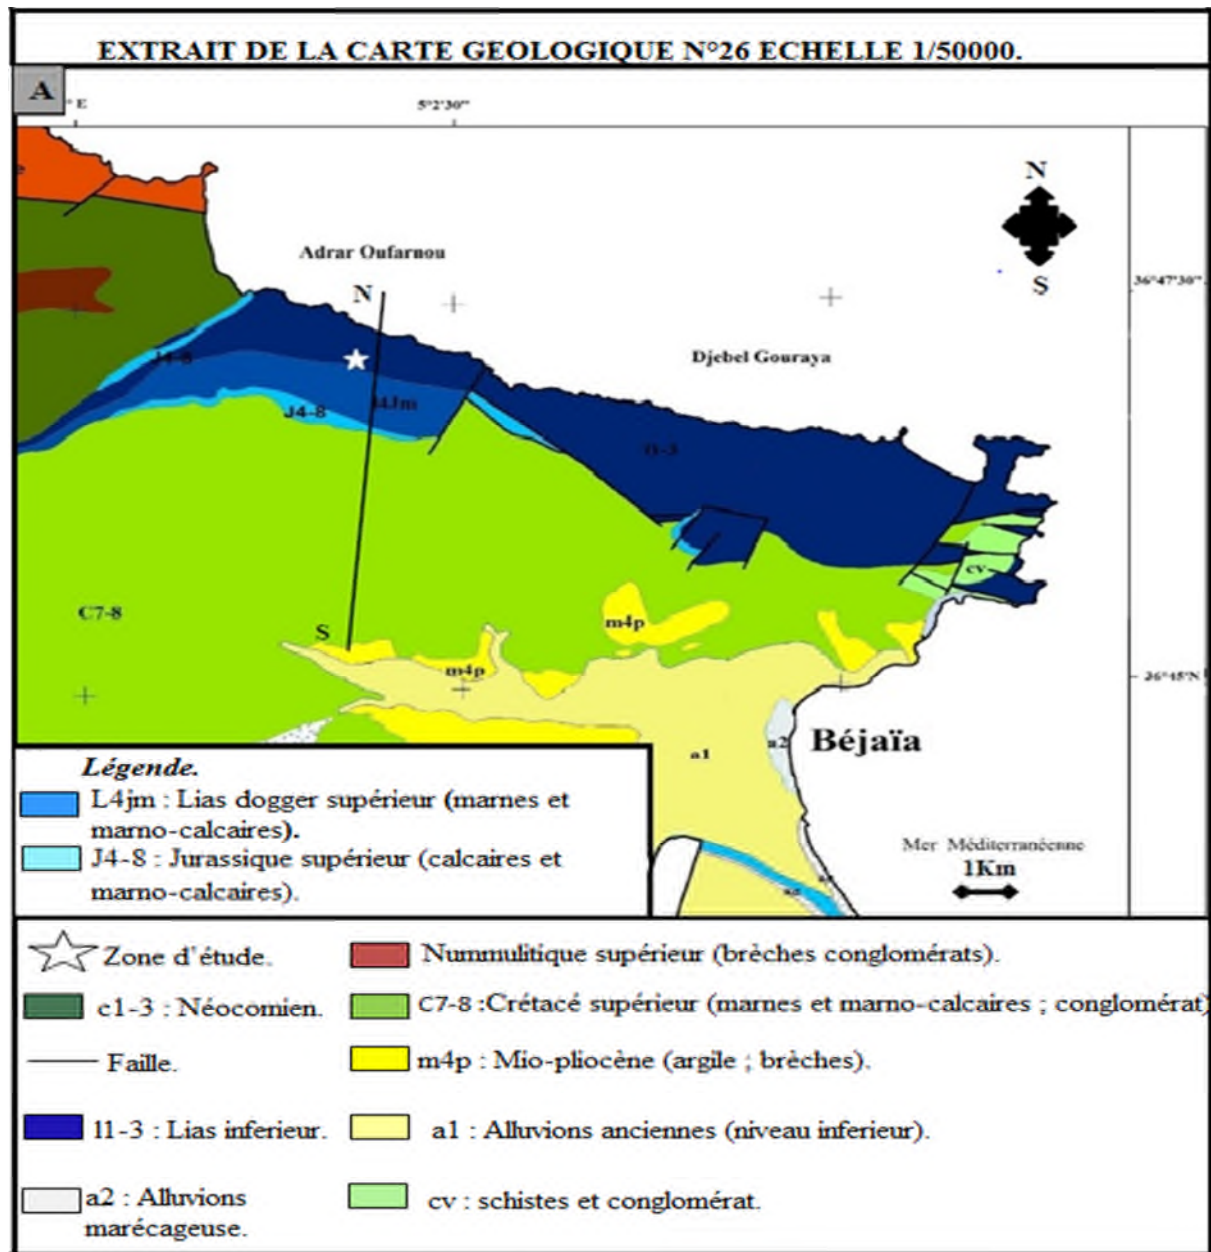 EXTRAIT DE LA CARTE GEOLOGIQUE N°26 ECHELLE 1/50000.
A
° E
5°2'30"
N
S
36°47'30"
Adrar Oufarnou
N
Djebel Gouraya
J4-8
J4-8
l4Jm
l1-3
cv
C7-8
S
m4p
m4p
36°45'N
Béjaïa
a2
a1
Mer Méditerranéenne
1Km
Légende.
L4jm : Lias dogger supérieur (marnes et
marno-calcaires).
J4-8 : Jurassique supérieur (calcaires et
marno-calcaires).
Zone d'étude.
Nummulitique supérieur (brèches conglomérats).
c1-3 : Néocomien.
C7-8 :Crétacé supérieur (marnes et marno-calcaires ; conglomérat)
Faille.
m4p : Mio-pliocène (argile ; brèches).
l1-3 : Lias inferieur.
a1 : Alluvions anciennes (niveau inferieur).
a2 : Alluvions
marécageuse.
cv : schistes et conglomérat.